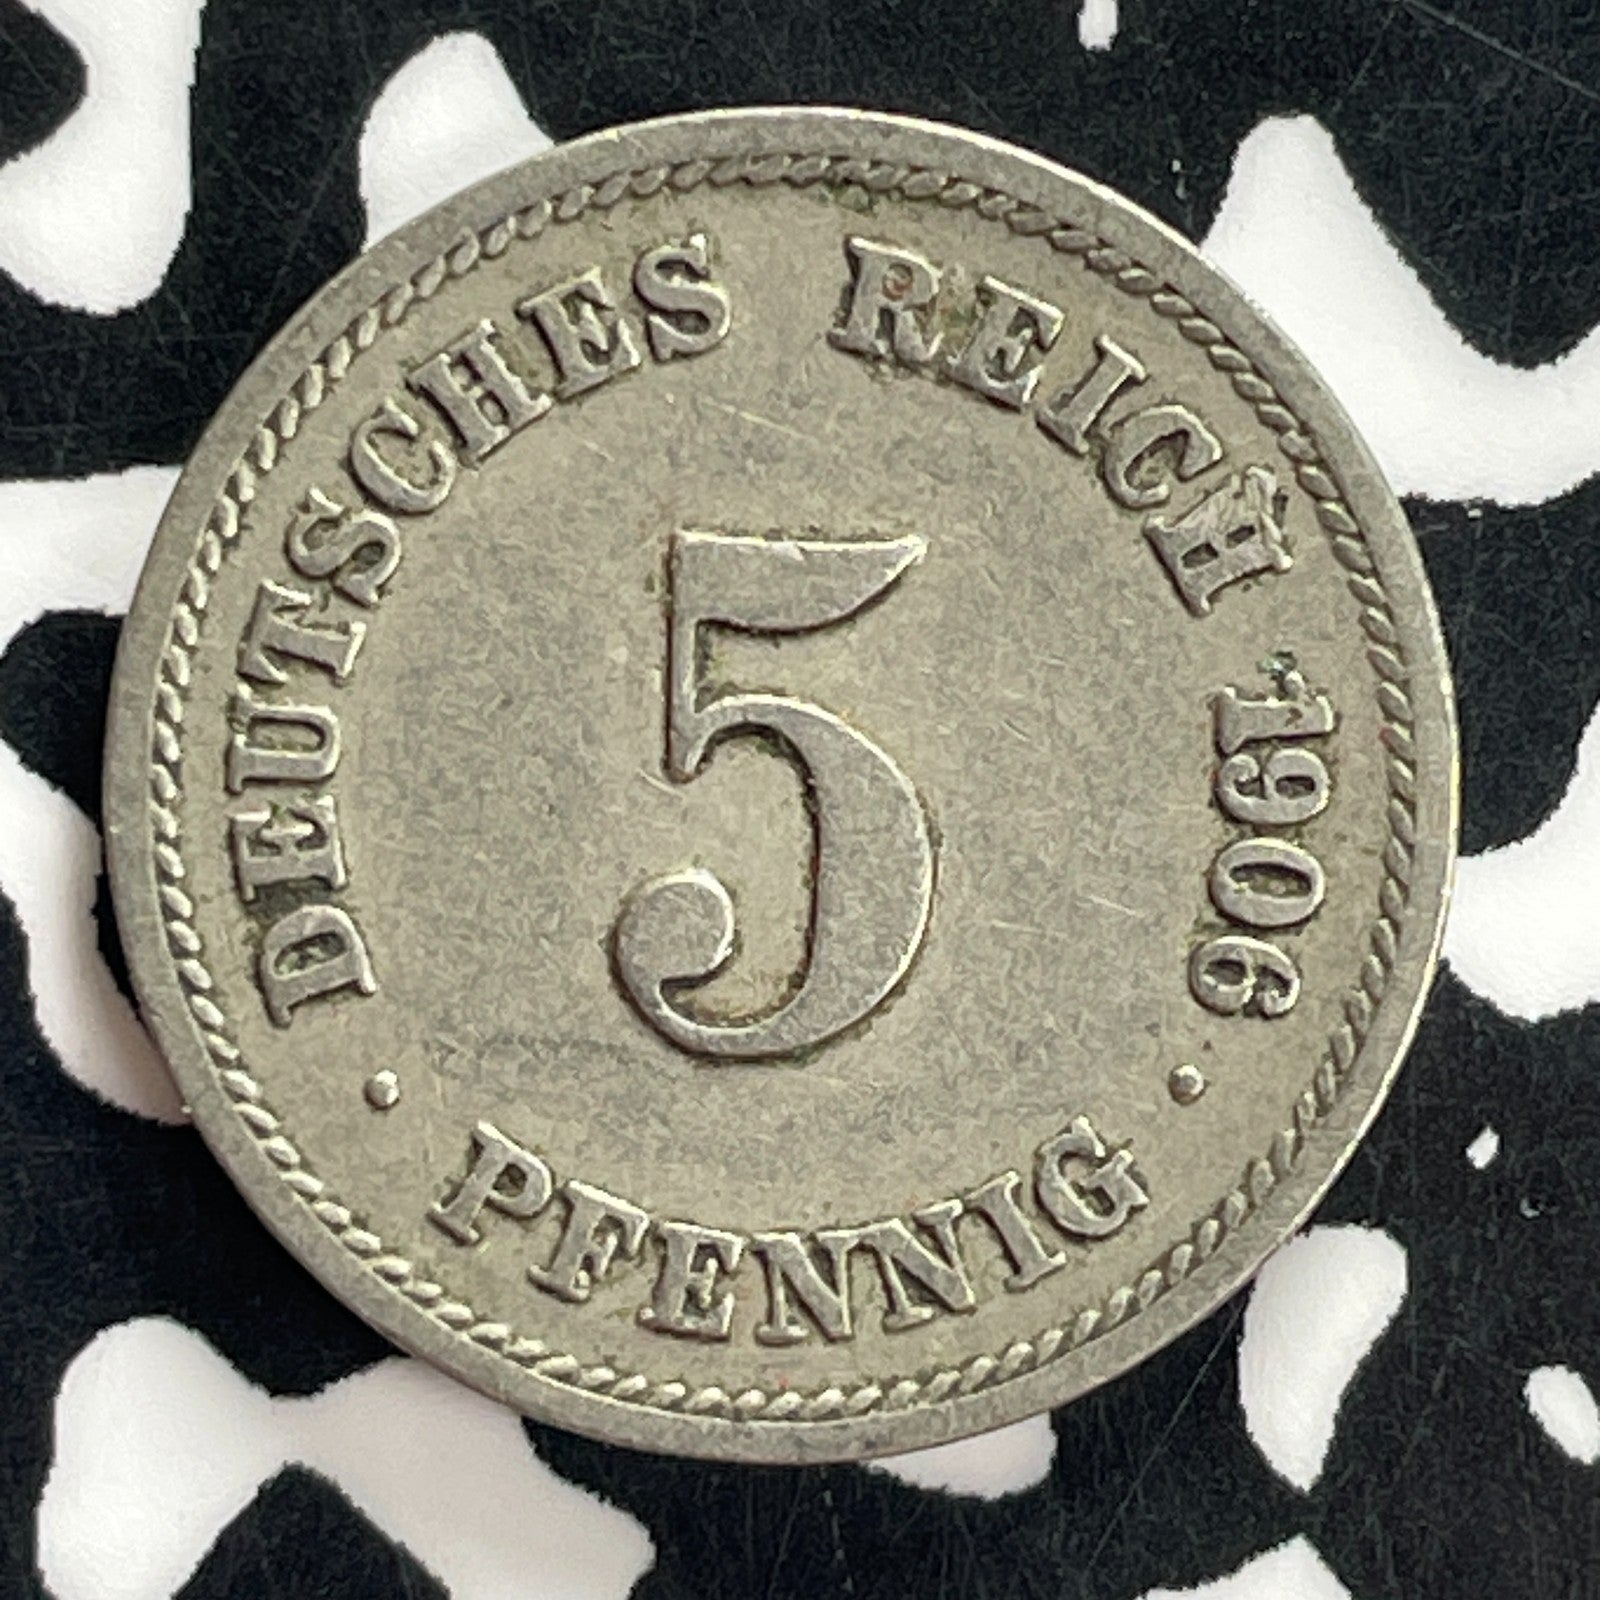 DEUTSCHES REICH 1906
5
· PFENNIG ·